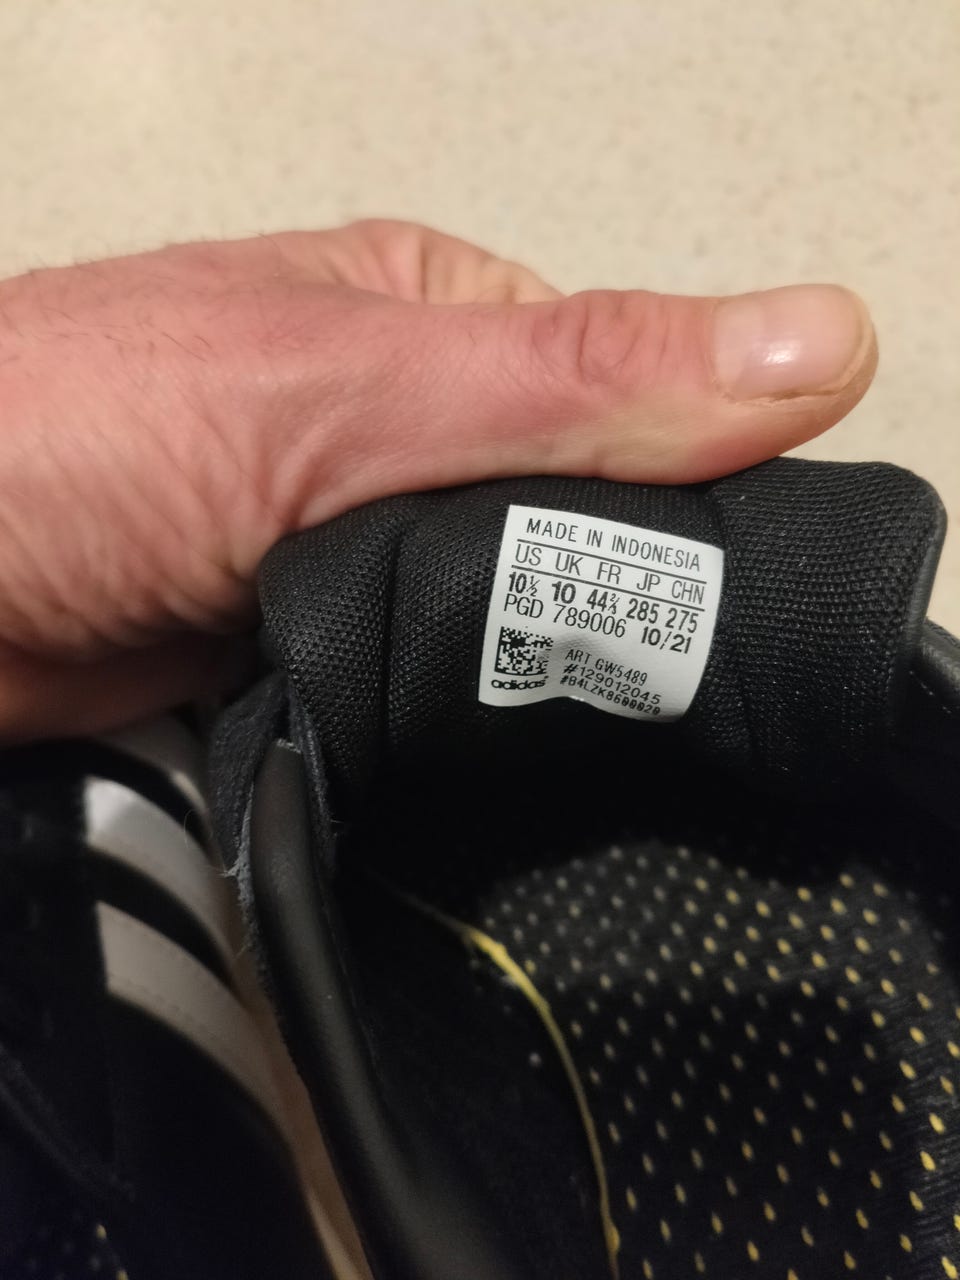 MADE IN INDONESIA
US UK FR JP CHN
10½ 10 44⅔ 285 275
PGD 789006 10/21
ART GW5489
#129012045
#B4LZK8600020
adidas